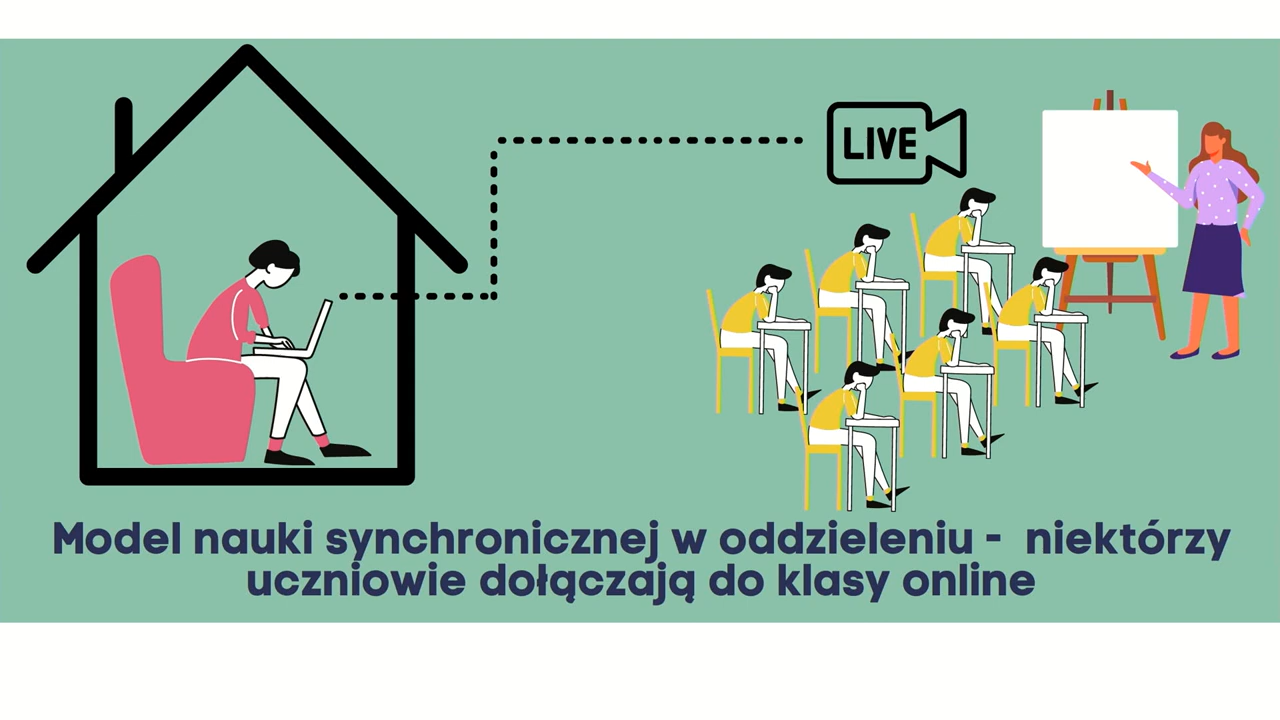 LIVE
Model nauki synchronicznej w oddzieleniu - niektórzy
uczniowie dołączają do klasy online